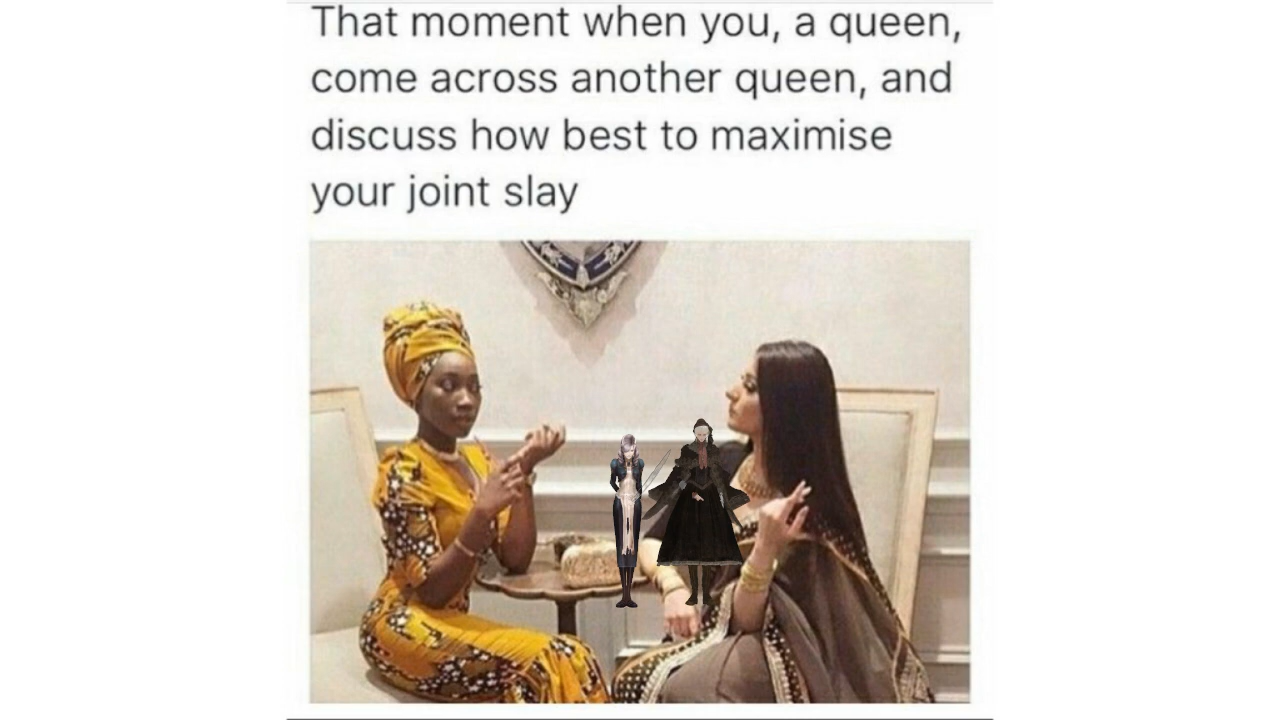 That moment when you, a queen,
come across another queen, and
discuss how best to maximise
your joint slay